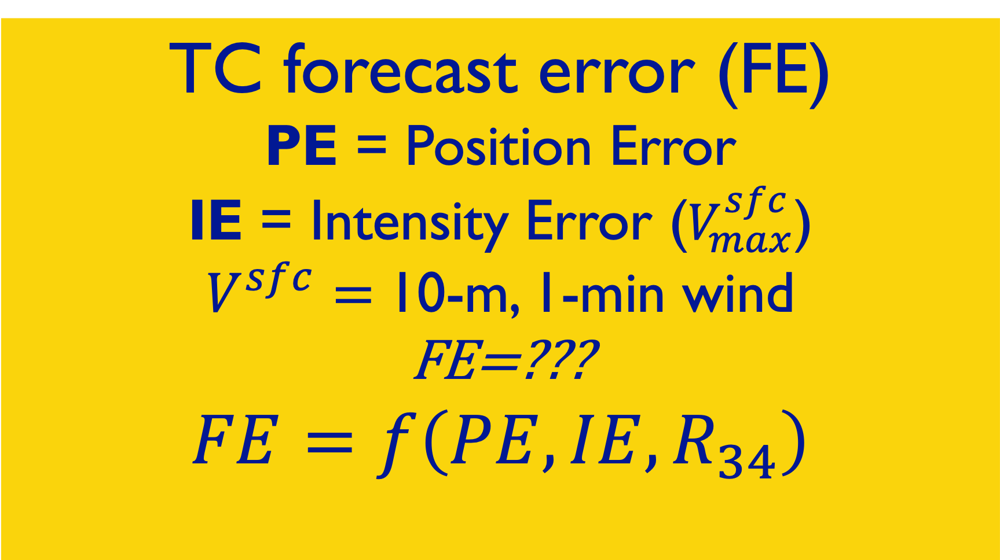 TC forecast error (FE)
PE = Position Error
IE = Intensity Error ($V_{max}^{sfc}$)
$V^{sfc}$ = 10-m, 1-min wind
FE=???
$FE = f(PE, IE, R_{34})$